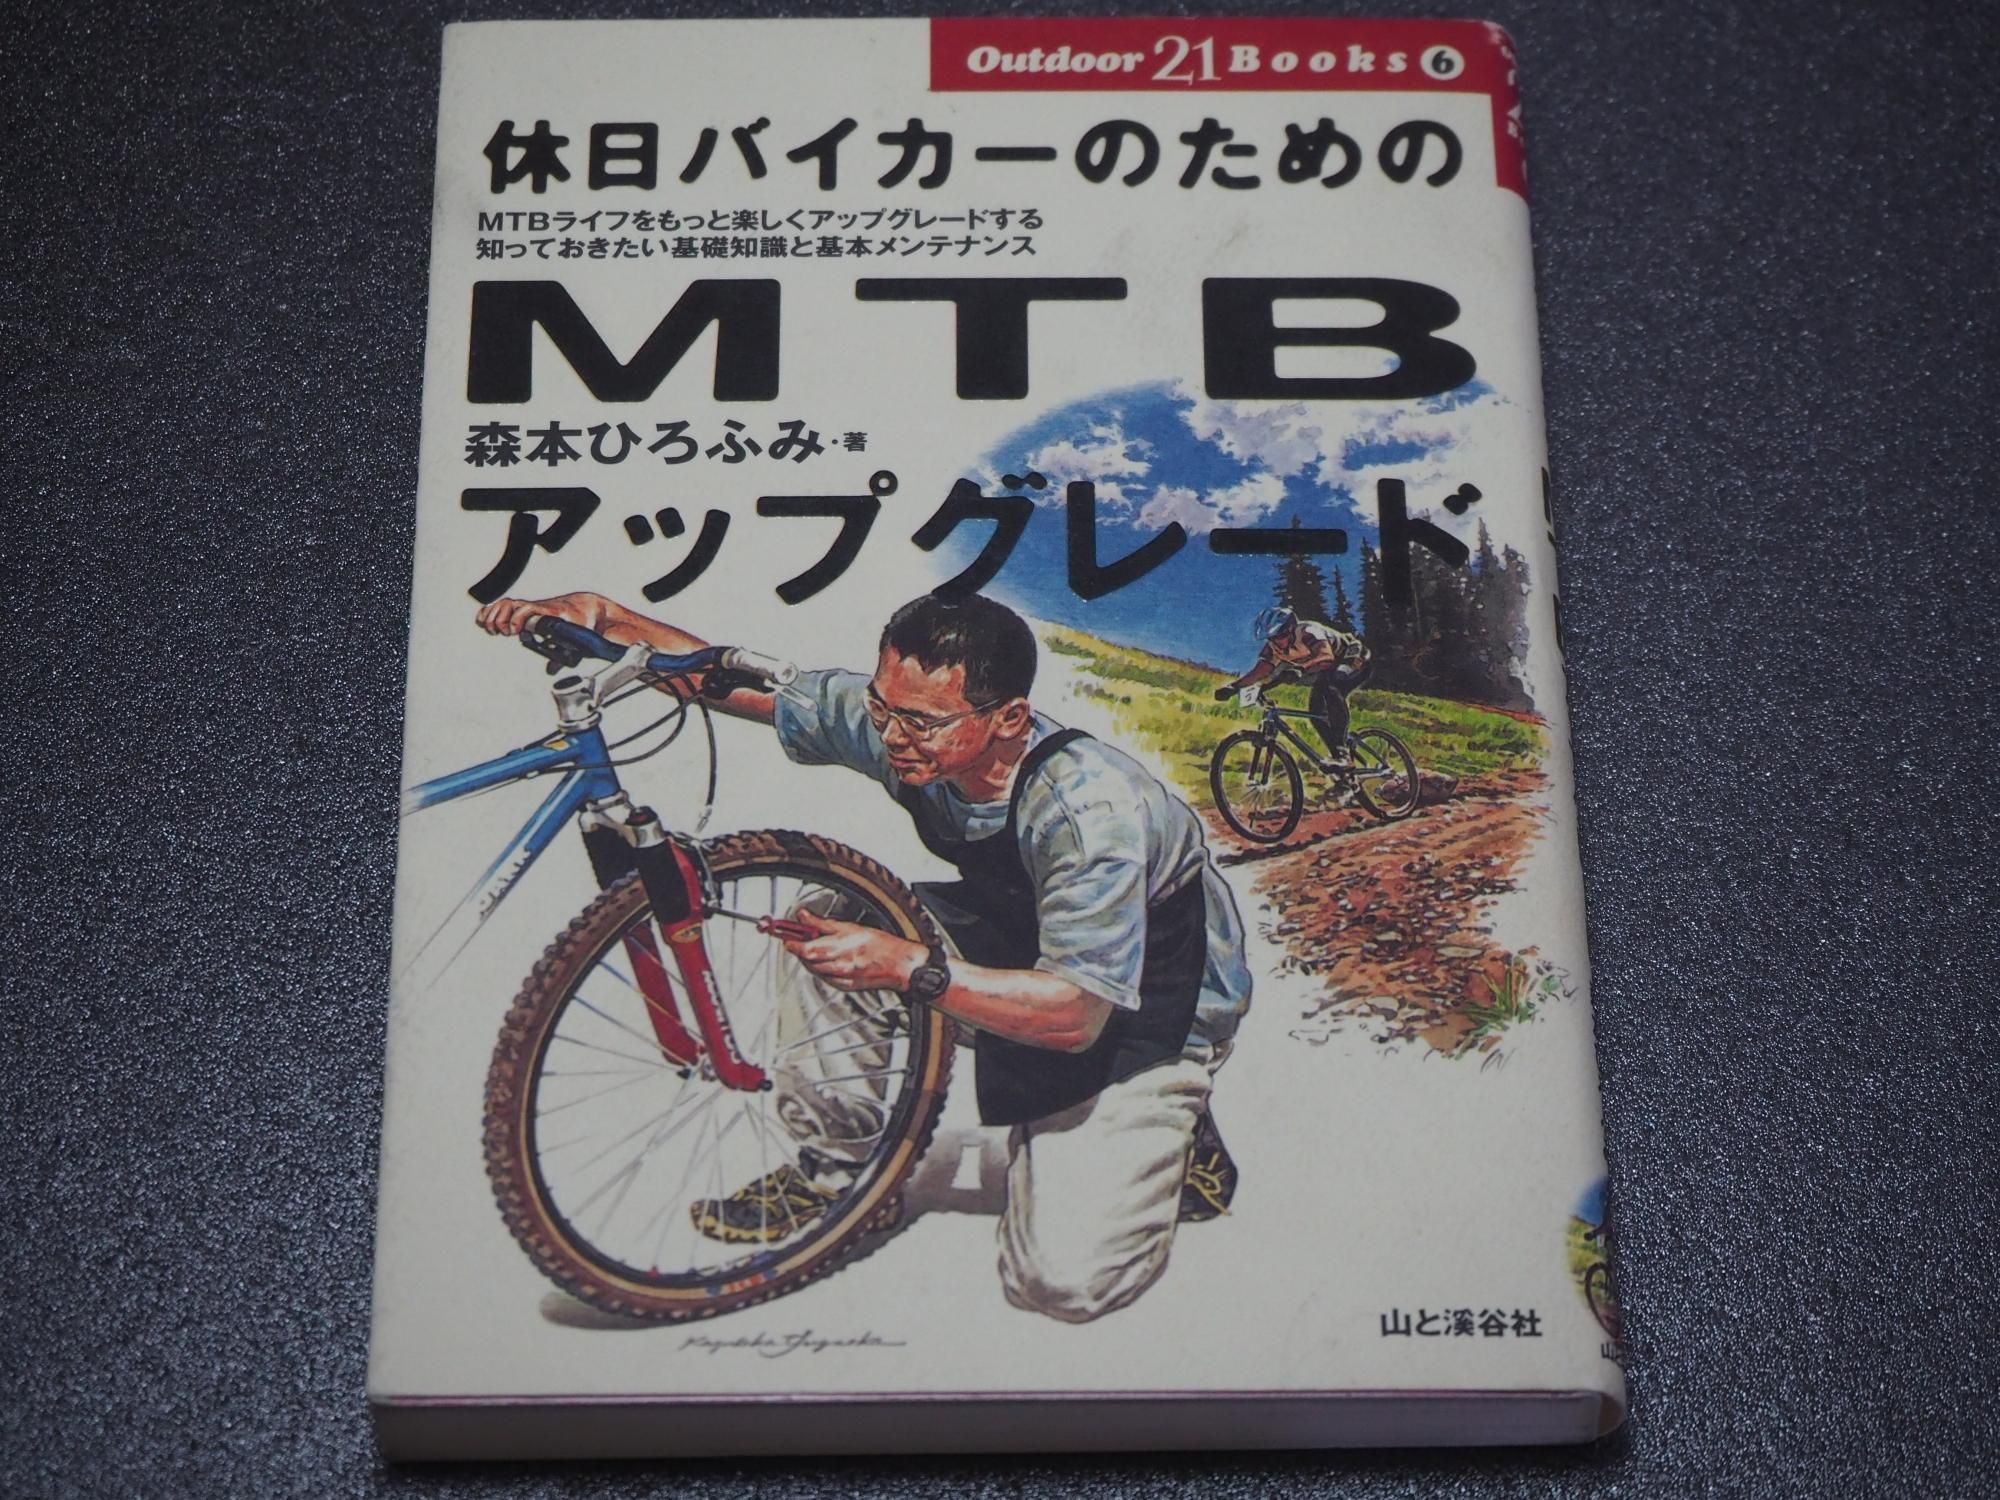 Outdoor 21 Books 6
休日バイカーのための
MTBライフをもっと楽しくアップグレードする
知っておきたい基礎知識と基本メンテナンス
MTB
森本ひろふみ・著
アップグレード
山と溪谷社